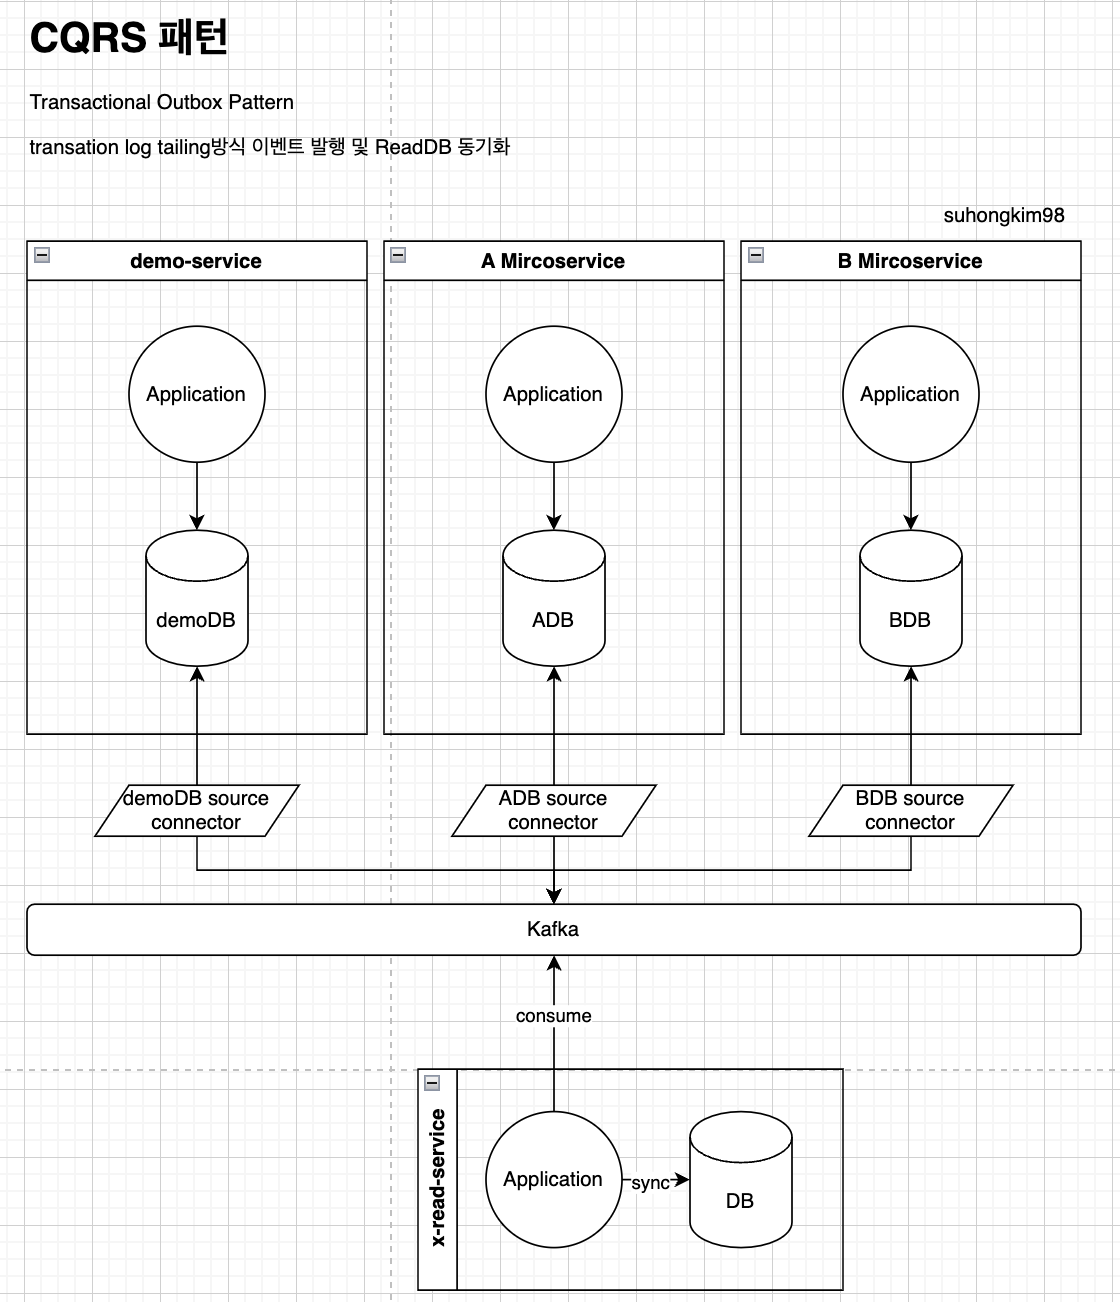 CQRS 패턴
Transactional Outbox Pattern
transation log tailing방식 이벤트 발행 및 ReadDB 동기화
suhongkim98
demo-service
A Mircoservice
B Mircoservice
Application
Application
Application
demoDB
ADB
BDB
demoDB source
connector
ADB source
connector
BDB source
connector
Kafka
consume
x-read-service
Application
sync
DB